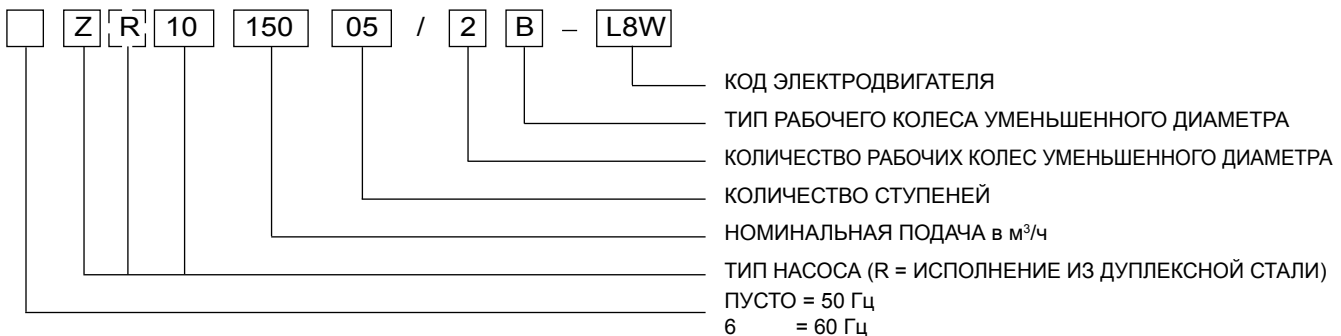 Z R 10 150 05 / 2 B – L8W
КОД ЭЛЕКТРОДВИГАТЕЛЯ
ТИП РАБОЧЕГО КОЛЕСА УМЕНЬШЕННОГО ДИАМЕТРА
КОЛИЧЕСТВО РАБОЧИХ КОЛЕС УМЕНЬШЕННОГО ДИАМЕТРА
КОЛИЧЕСТВО СТУПЕНЕЙ
НОМИНАЛЬНАЯ ПОДАЧА в м³/ч
ТИП НАСОСА (R = ИСПОЛНЕНИЕ ИЗ ДУПЛЕКСНОЙ СТАЛИ)
ПУСТО = 50 Гц
6 = 60 Гц